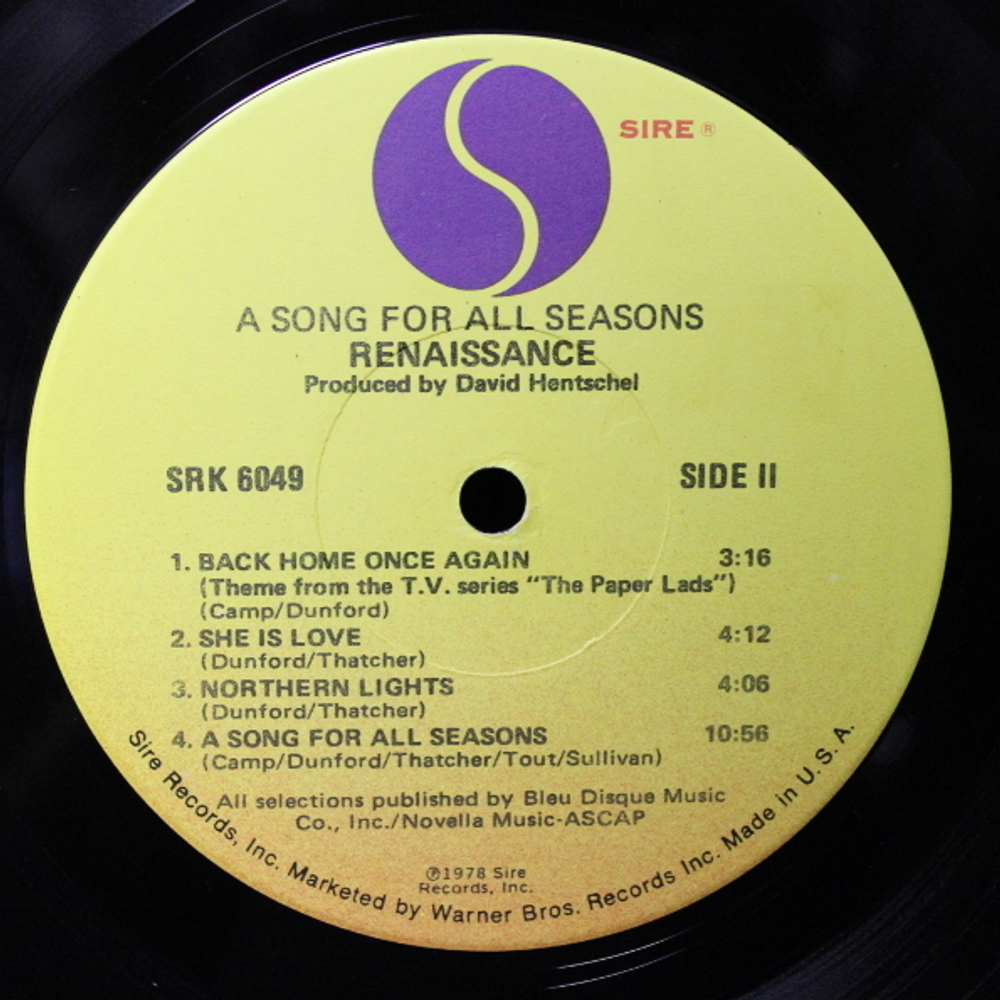 SIRE ®
A SONG FOR ALL SEASONS
RENAISSANCE
Produced by David Hentschel
SRK 6049
SIDE II
1. BACK HOME ONCE AGAIN 3:16
(Theme from the T.V. series "The Paper Lads")
(Camp/Dunford)
2. SHE IS LOVE 4:12
(Dunford/Thatcher)
3. NORTHERN LIGHTS 4:06
(Dunford/Thatcher)
4. A SONG FOR ALL SEASONS 10:56
(Camp/Dunford/Thatcher/Tout/Sullivan)
All selections published by Bleu Disque Music
Co., Inc./Novella Music-ASCAP
℗1978 Sire
Records, Inc.
Sire Records, Inc. Marketed by Warner Bros. Records Inc. Made in U. S. A.